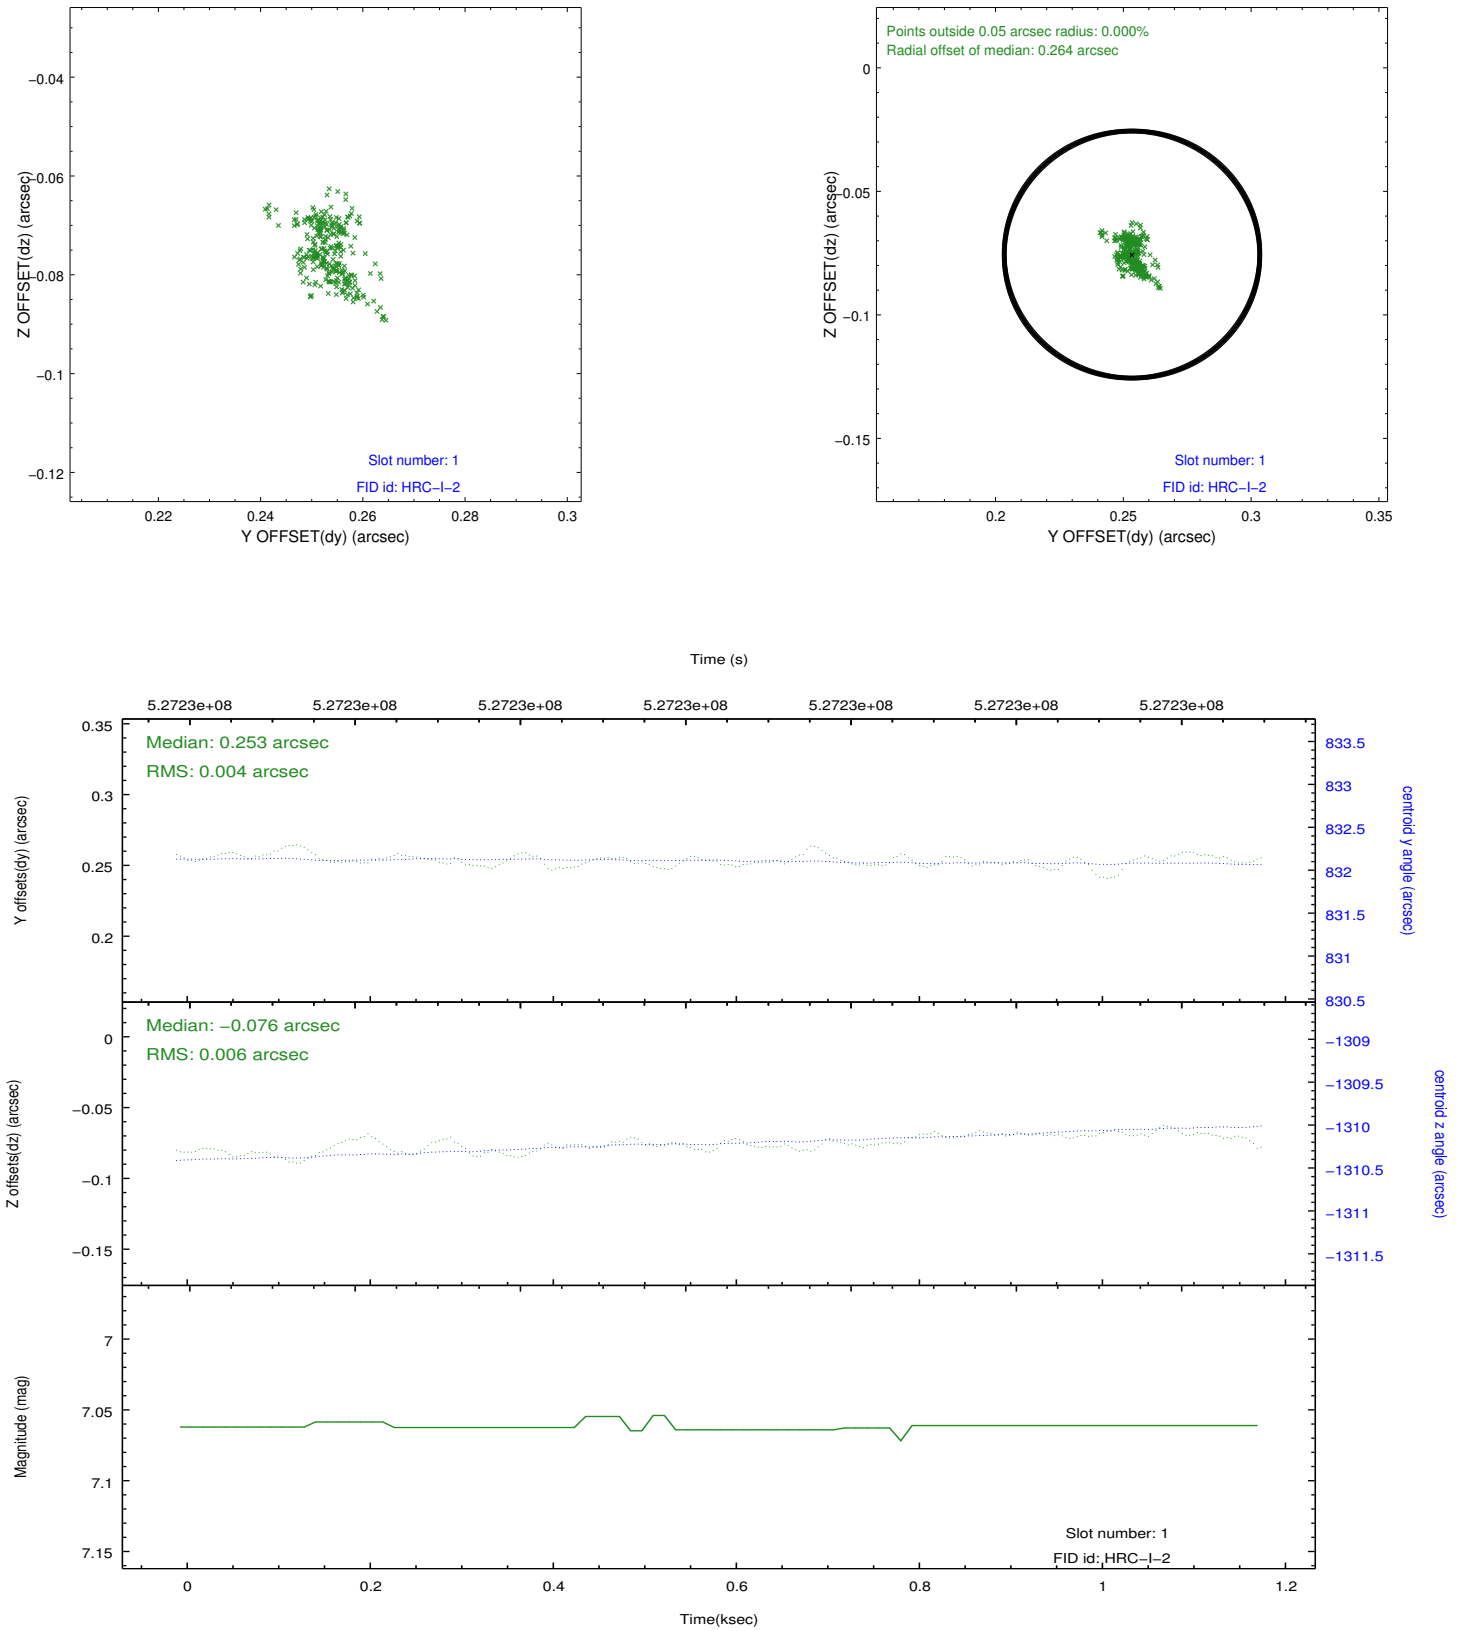 −0.04
−0.06
−0.08
−0.1
−0.12
Z OFFSET(dz) (arcsec)
0.22 0.24 0.26 0.28 0.3
Y OFFSET(dy) (arcsec)
Slot number: 1
FID id: HRC−I−2
Points outside 0.05 arcsec radius: 0.000%
Radial offset of median: 0.264 arcsec
0
−0.05
−0.1
−0.15
Z OFFSET(dz) (arcsec)
Slot number: 1
FID id: HRC−I−2
0.2 0.25 0.3 0.35
Y OFFSET(dy) (arcsec)
Time (s)
5.2723e+08 5.2723e+08 5.2723e+08 5.2723e+08 5.2723e+08 5.2723e+08 5.2723e+08
Median: 0.253 arcsec
RMS: 0.004 arcsec
0.35
0.3
0.25
0.2
Y offsets(dy) (arcsec)
833.5
833
832.5
832
831.5
831
830.5
centroid y angle (arcsec)
Median: −0.076 arcsec
RMS: 0.006 arcsec
0
−0.05
−0.1
−0.15
Z offsets(dz) (arcsec)
−1309
−1309.5
−1310
−1310.5
−1311
−1311.5
centroid z angle (arcsec)
7
7.05
7.1
7.15
Magnitude (mag)
Slot number: 1
FID id: HRC−I−2
0 0.2 0.4 0.6 0.8 1 1.2
Time(ksec)